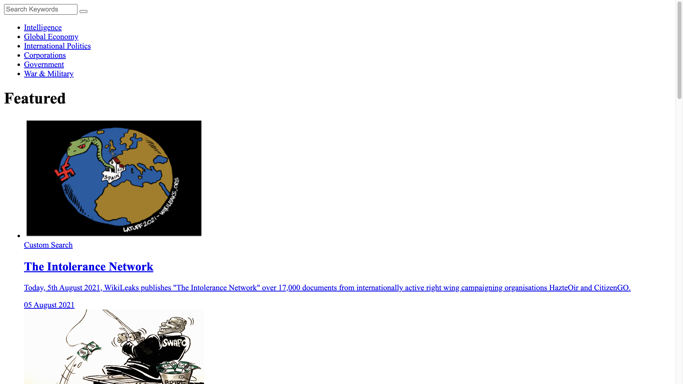 Search Keywords
Intelligence
Global Economy
International Politics
Corporations
Government
War & Military
Featured
SPAIN
LATUFF 2021 - WIKILEAKS.ORG
Custom Search
The Intolerance Network
Today, 5th August 2021, WikiLeaks publishes "The Intolerance Network" over 17,000 documents from internationally active right wing campaigning organisations HazteOir and CitizenGO.
05 August 2021
SWAPO